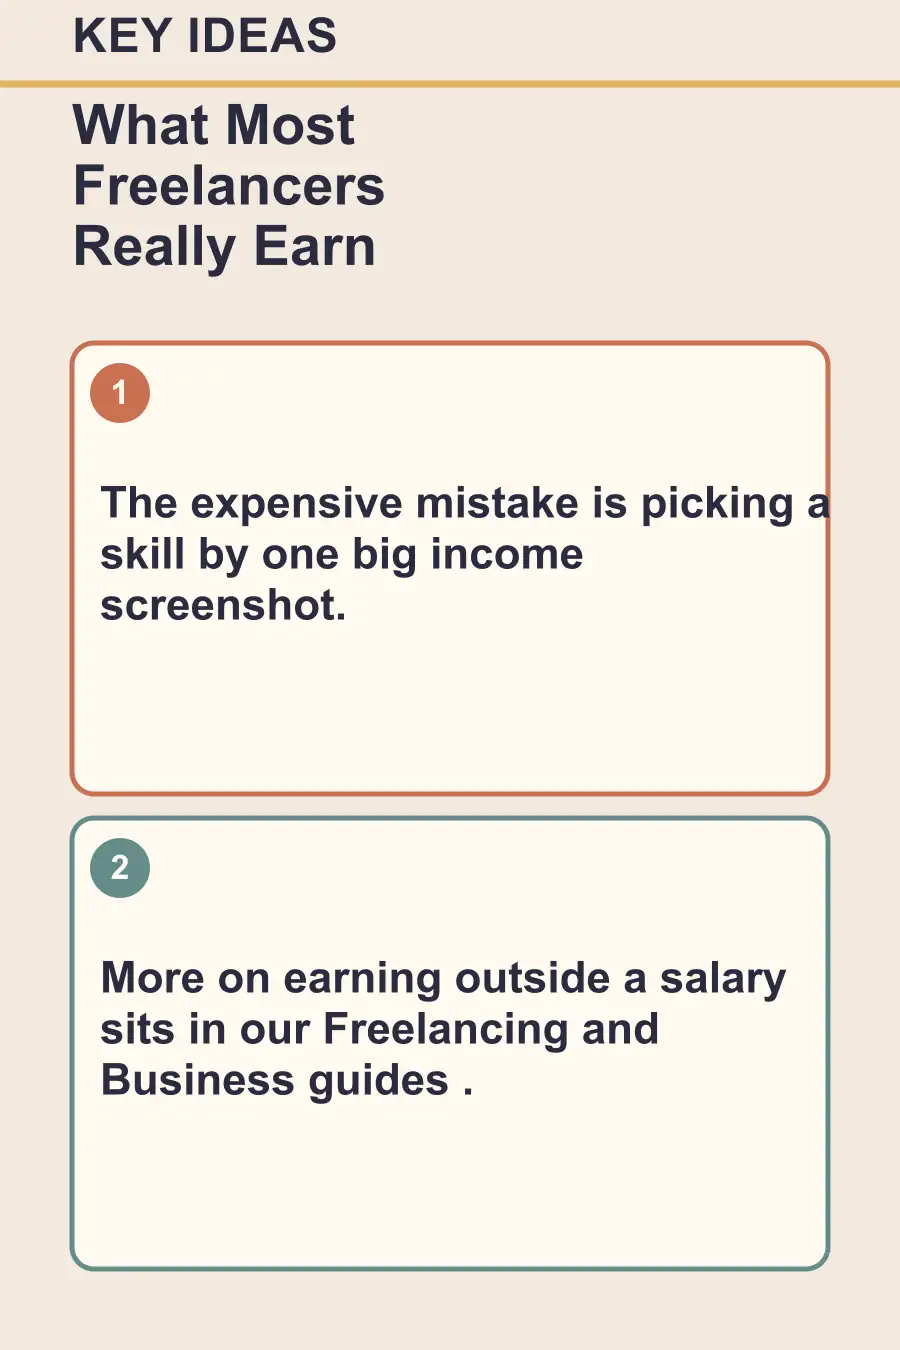 KEY IDEAS
What Most
Freelancers
Really Earn
1
The expensive mistake is picking a
skill by one big income
screenshot.
2
More on earning outside a salary
sits in our Freelancing and
Business guides .